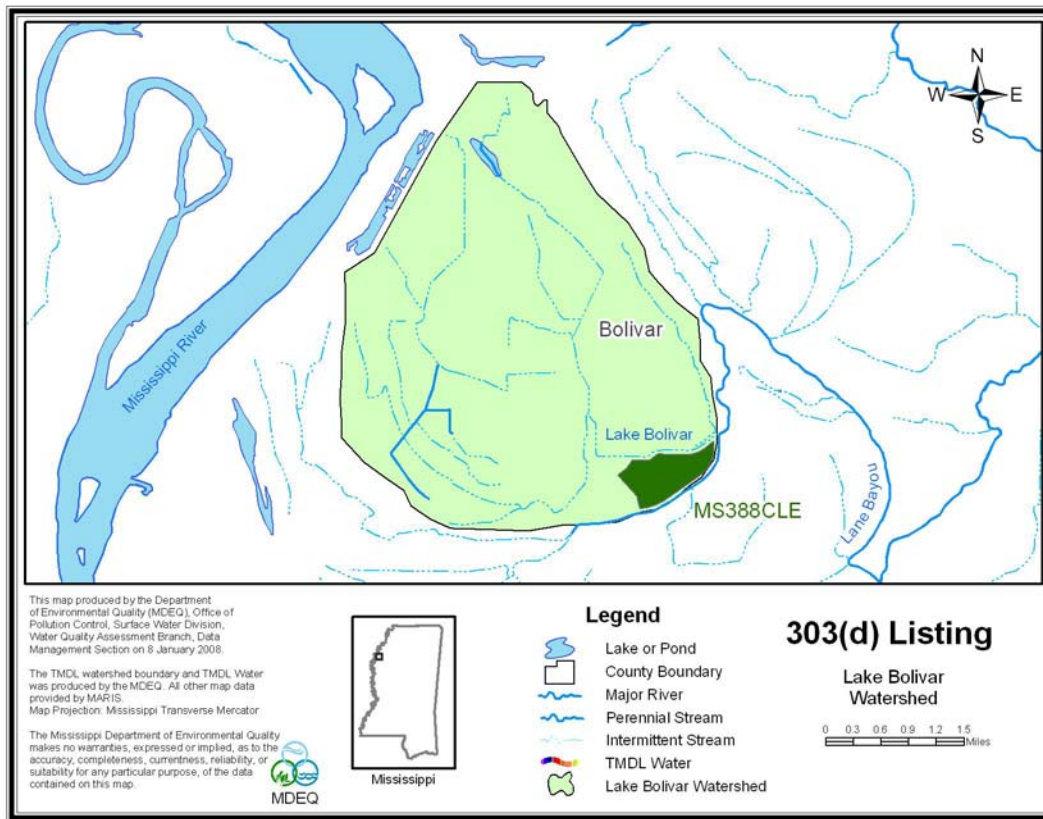 N
W E
S
Mississippi River
Bolivar
Lake Bolivar
MS388CLE
Lane Bayou
This map produced by the Department
of Environmental Quality (MDEQ), Office of
Pollution Control, Surface Water Division,
Water Quality Assessment Branch, Data
Management Section on 8 January 2008.
The TMDL watershed boundary and TMDL Water
was produced by the MDEQ. All other map data
provided by MARIS.
Map Projection: Mississippi Transverse Mercator
The Mississippi Department of Environmental Quality
makes no warranties, expressed or implied, as to the
accuracy, completeness, currentness, reliability, or
suitability for any particular purpose, of the data
contained on this map.
MDEQ
Mississippi
Legend
Lake or Pond
County Boundary
Major River
Perennial Stream
Intermittent Stream
TMDL Water
Lake Bolivar Watershed
303(d) Listing
Lake Bolivar
Watershed
0 0.3 0.6 0.9 1.2 1.5
Miles